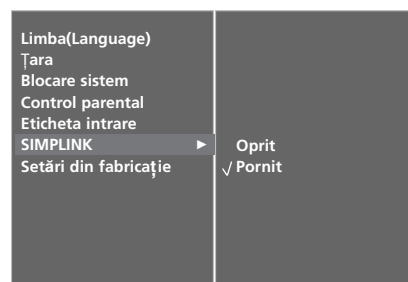 Limba(Language)
Țara
Blocare sistem
Control parental
Eticheta intrare
SIMPLINK ►
Setări din fabricație
Oprit
√ Pornit